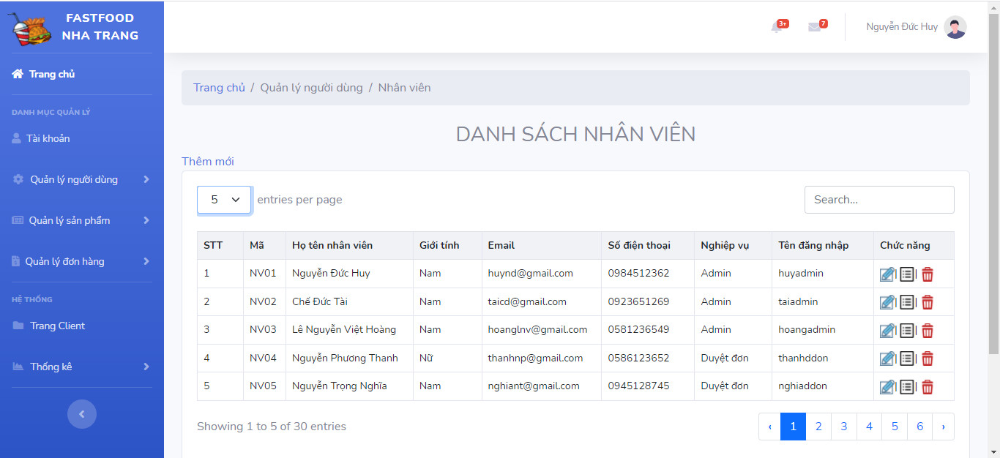 FASTFOOD
NHA TRANG
3+
7
Nguyễn Đức Huy
Trang chủ
DANH MỤC QUẢN LÝ
Tài khoản
Quản lý người dùng
Quản lý sản phẩm
Quản lý đơn hàng
HỆ THỐNG
Trang Client
Thống kê
Trang chủ / Quản lý người dùng / Nhân viên
DANH SÁCH NHÂN VIÊN
Thêm mới
5 entries per page
Search...
STT Mã Họ tên nhân viên Giới tính Email Số điện thoại Nghiệp vụ Tên đăng nhập Chức năng
1 NV01 Nguyễn Đức Huy Nam huynd@gmail.com 0984512362 Admin huyadmin | |
2 NV02 Chế Đức Tài Nam taicd@gmail.com 0923651269 Admin taiadmin | |
3 NV03 Lê Nguyễn Việt Hoàng Nam hoanglnv@gmail.com 0581236549 Admin hoangadmin | |
4 NV04 Nguyễn Phương Thanh Nữ thanhnp@gmail.com 0586123652 Duyệt đơn thanhddon | |
5 NV05 Nguyễn Trọng Nghĩa Nam nghiant@gmail.com 0945128745 Duyệt đơn nghiaddon | |
Showing 1 to 5 of 30 entries
‹ 1 2 3 4 5 6 ›